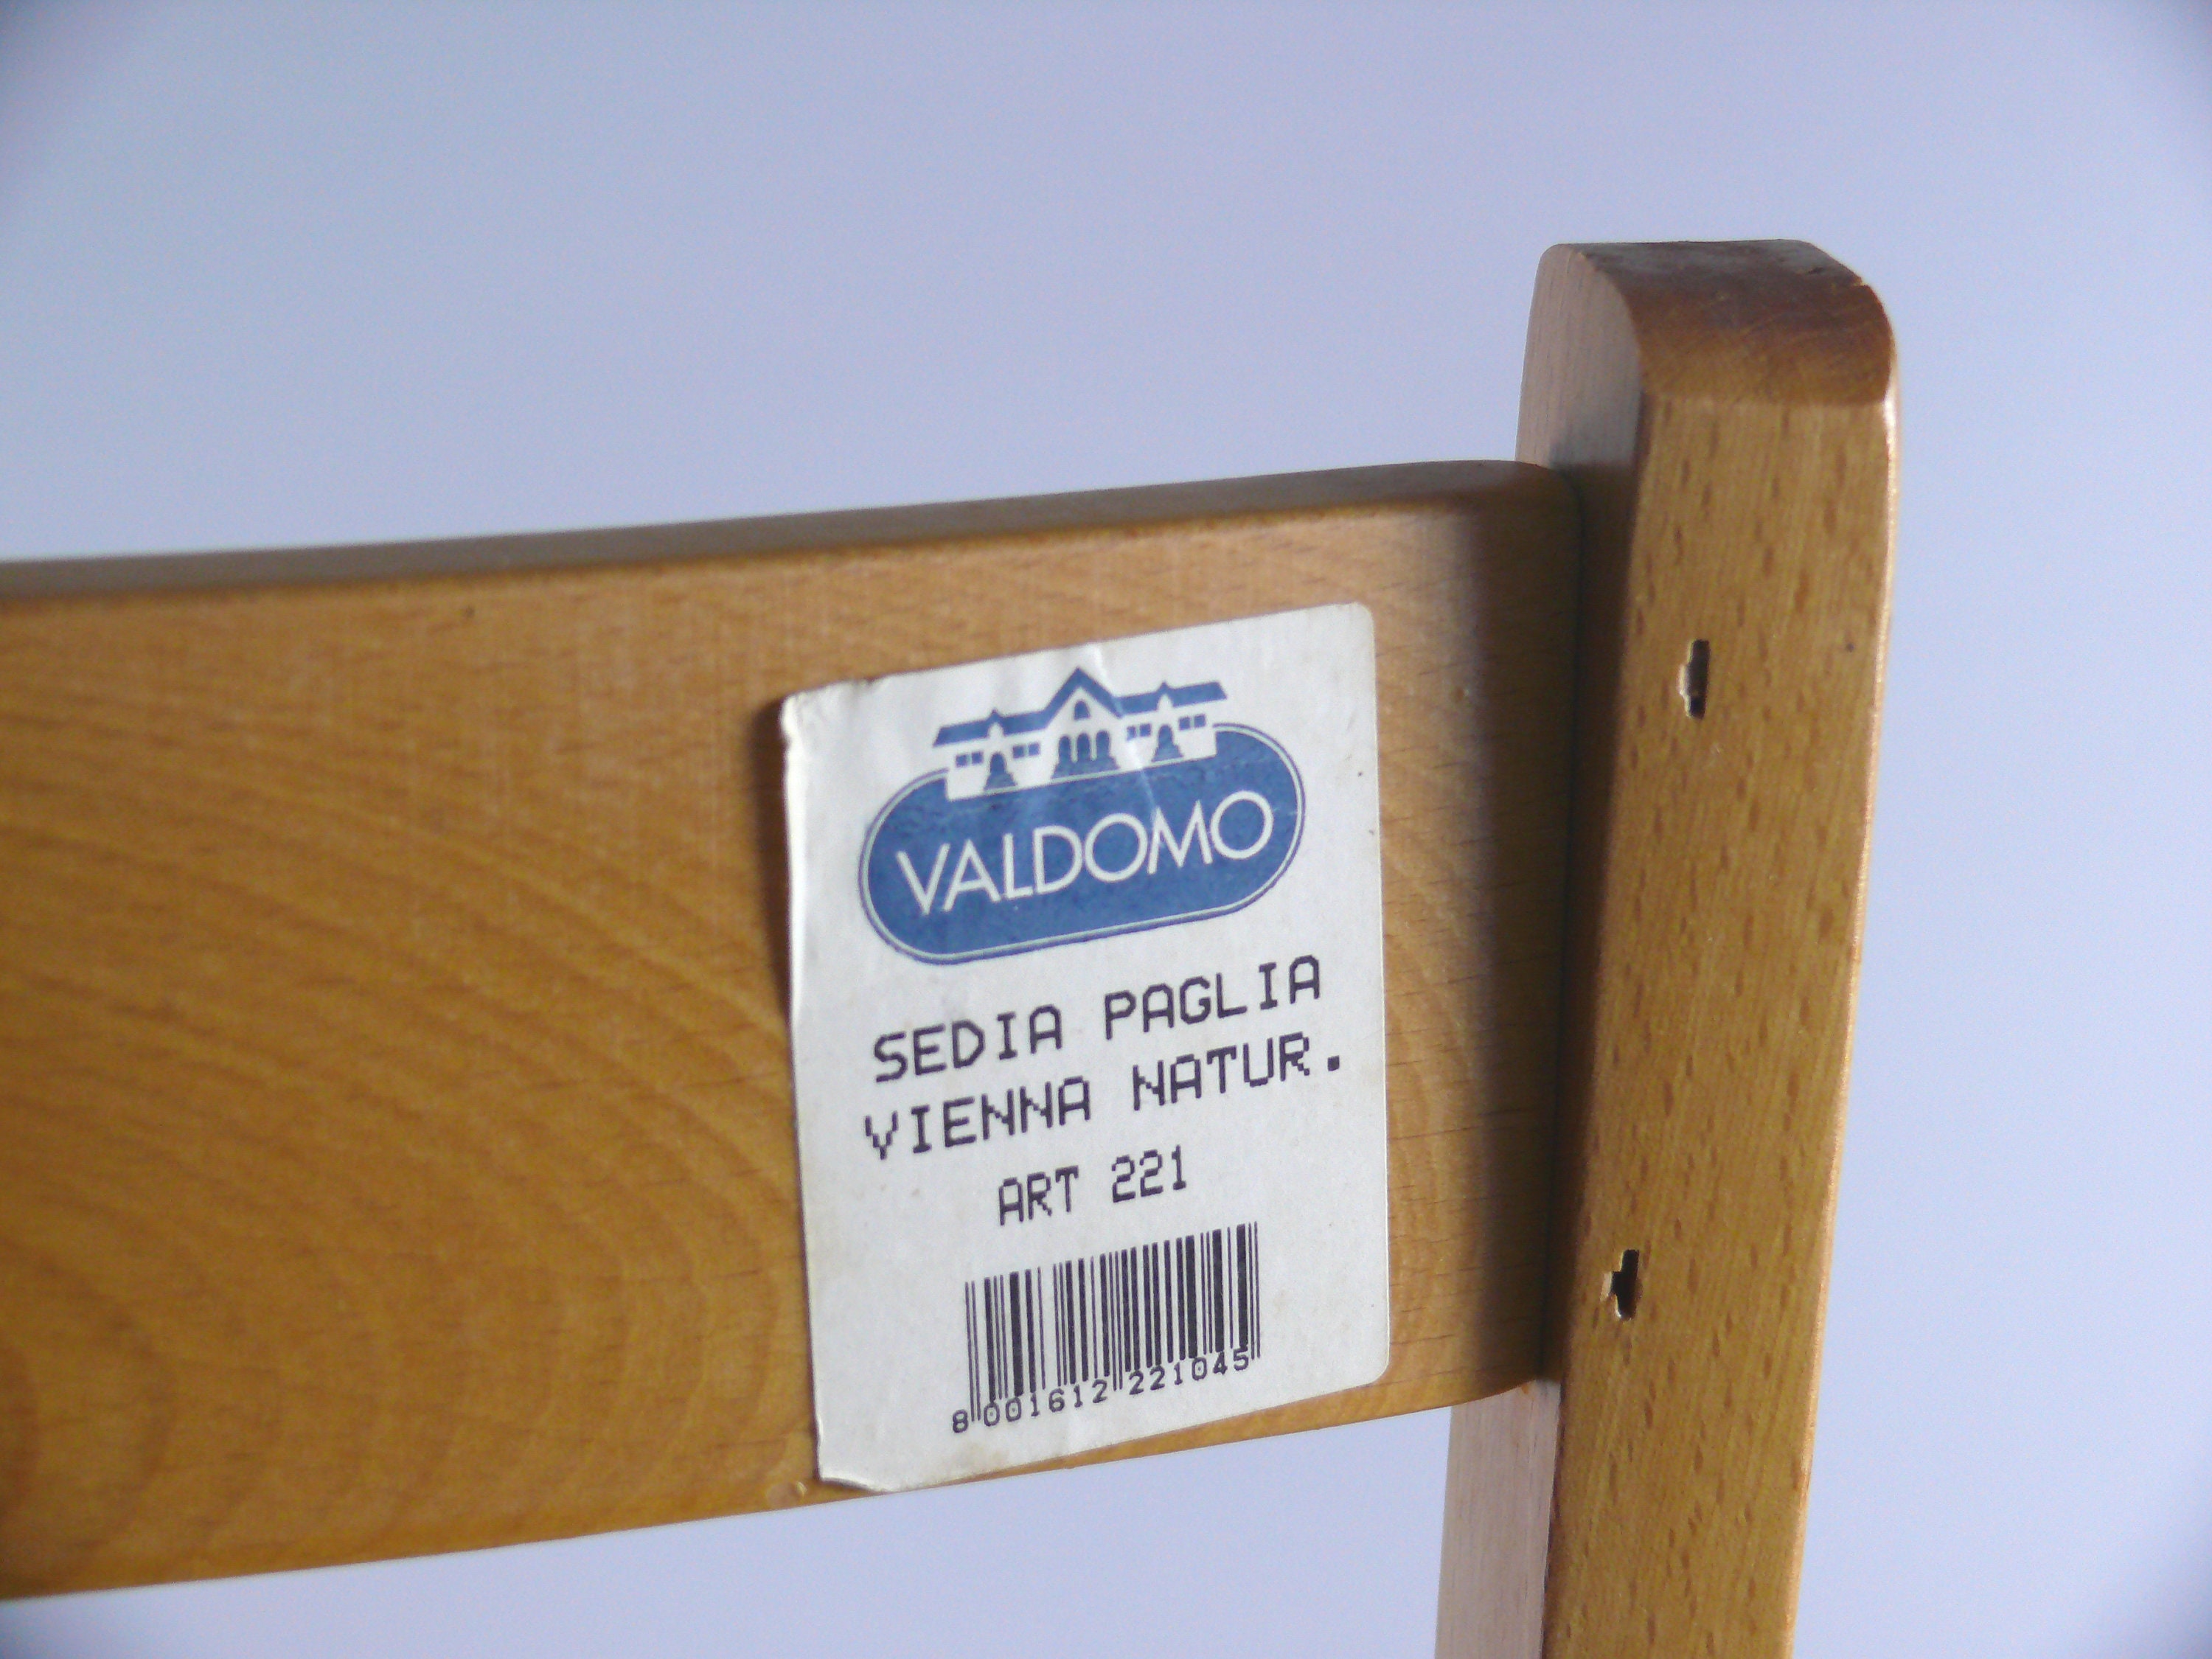 VALDOMO
SEDIA PAGLIA
VIENNA NATUR.
ART 221
8 001612 221045